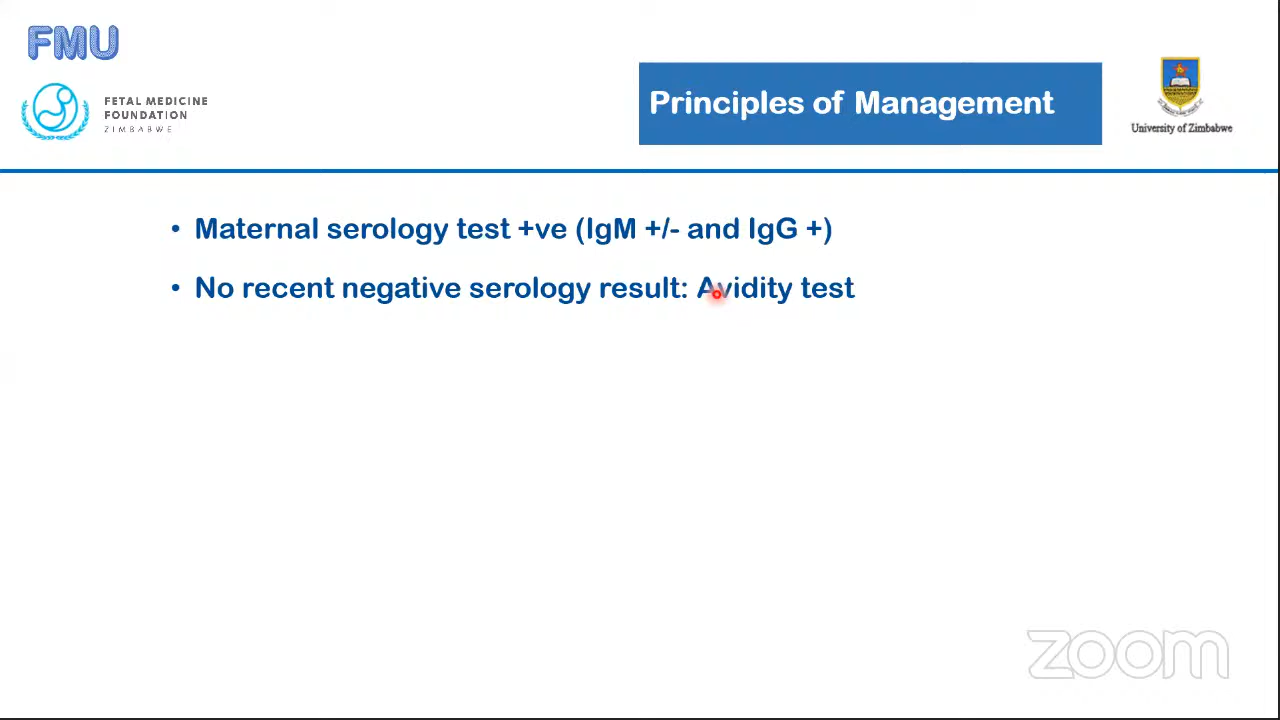 FMU
FETAL MEDICINE
FOUNDATION
ZIMBABWE
Principles of Management
University of Zimbabwe
• Maternal serology test +ve (IgM +/- and IgG +)
• No recent negative serology result: Avidity test
zoom